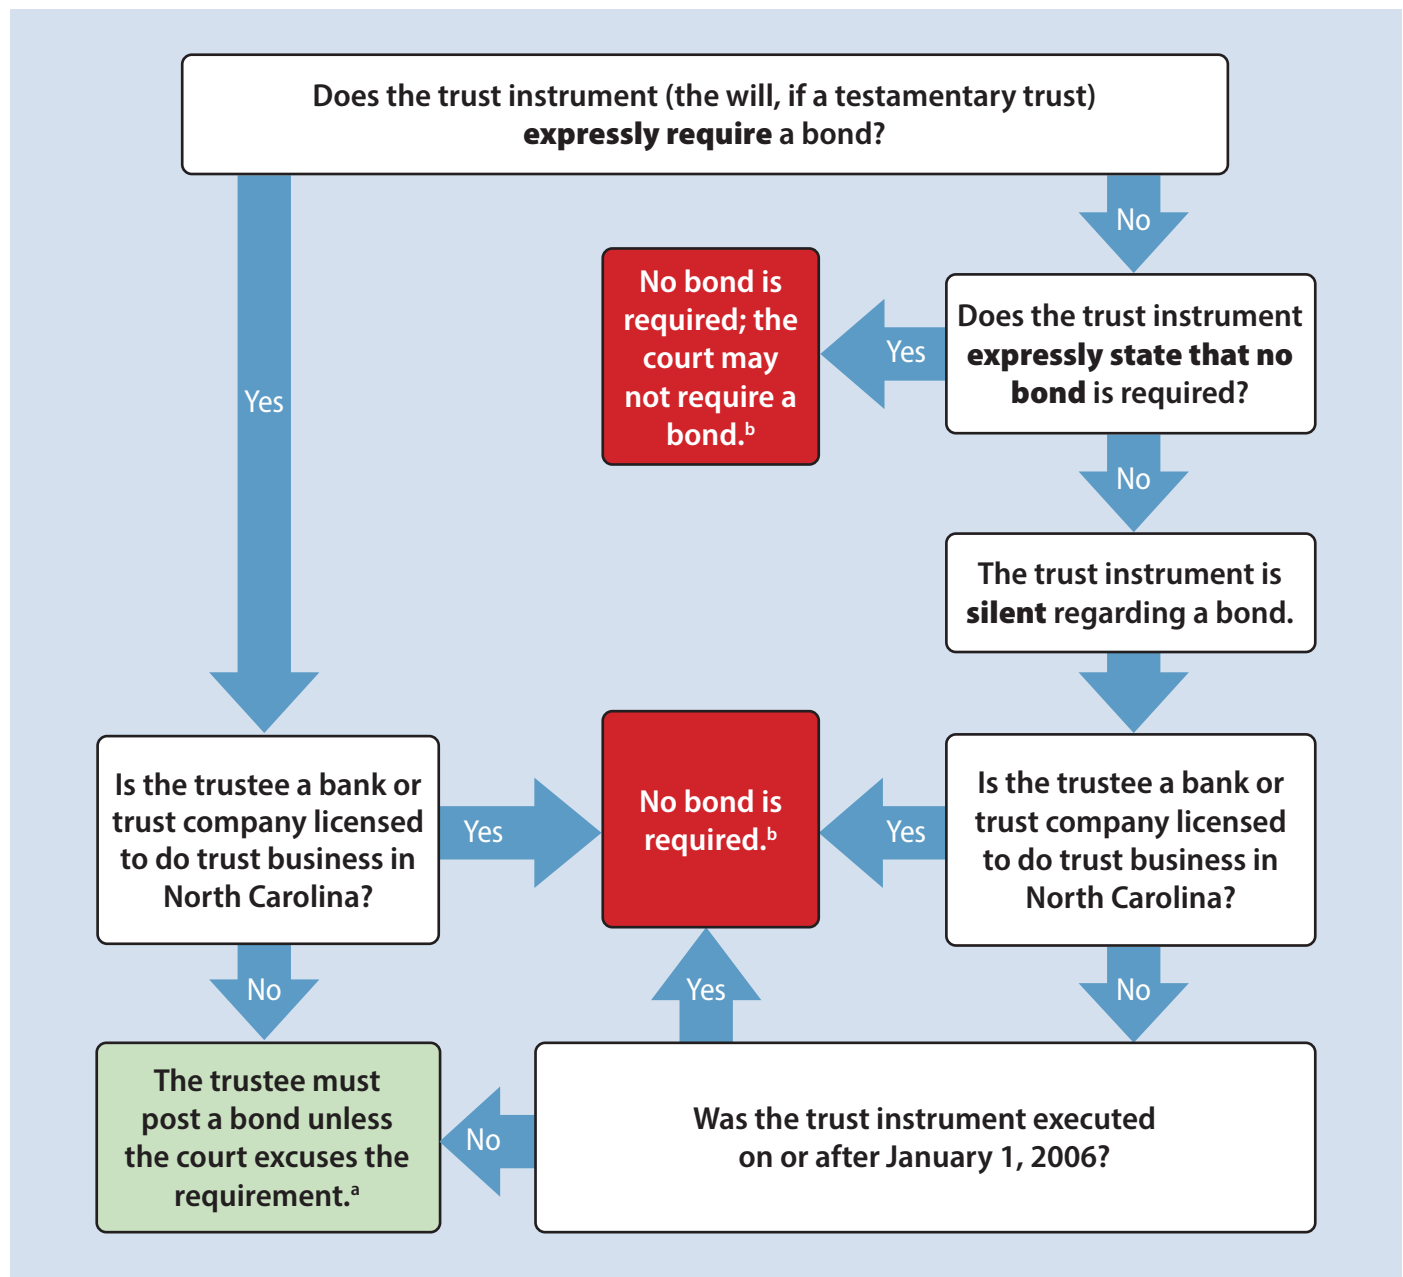 Does the trust instrument (the will, if a testamentary trust)
expressly require a bond?
Yes
No
No bond is
required; the
court may
not require a
bond.ᵇ
Yes
Does the trust instrument
expressly state that no
bond is required?
No
The trust instrument is
silent regarding a bond.
Is the trustee a bank or
trust company licensed
to do trust business in
North Carolina?
Yes
No bond is
required.ᵇ
Yes
Is the trustee a bank or
trust company licensed
to do trust business in
North Carolina?
No
Yes
No
The trustee must
post a bond unless
the court excuses the
requirement.ᵃ
No
Was the trust instrument executed
on or after January 1, 2006?